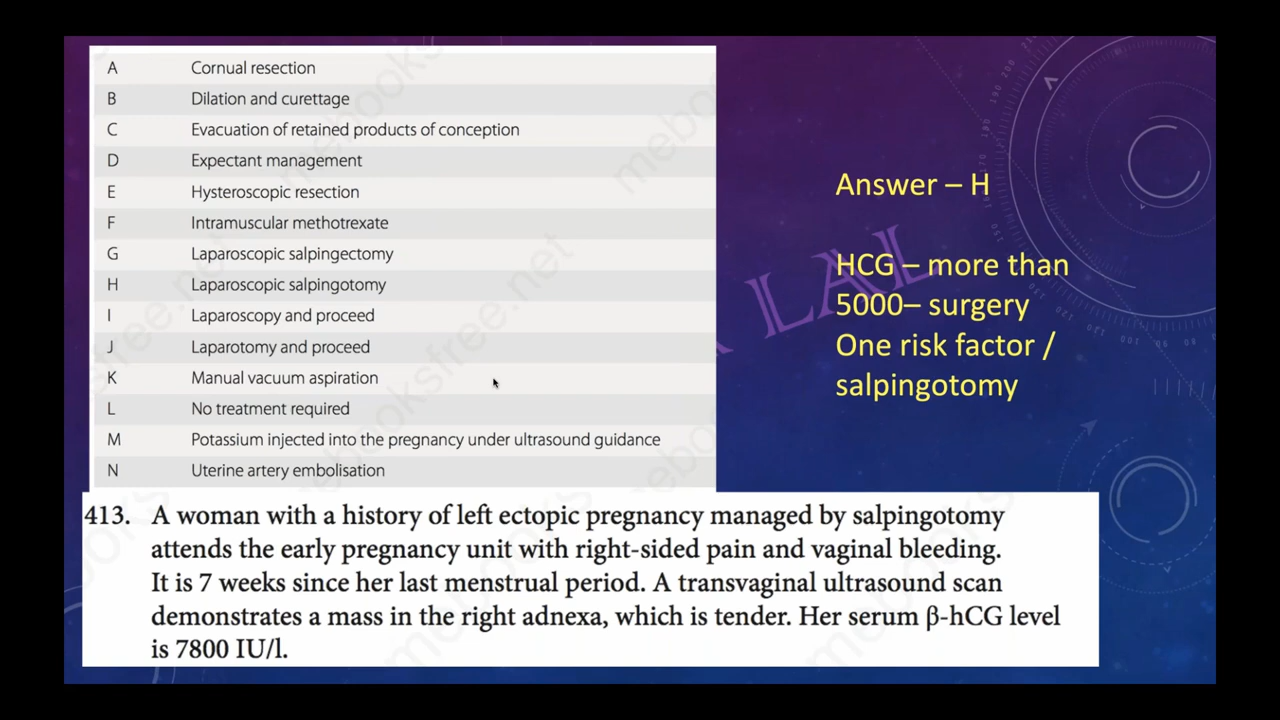 A Cornual resection
B Dilation and curettage
C Evacuation of retained products of conception
D Expectant management
E Hysteroscopic resection
F Intramuscular methotrexate
G Laparoscopic salpingectomy
H Laparoscopic salpingotomy
I Laparoscopy and proceed
J Laparotomy and proceed
K Manual vacuum aspiration
L No treatment required
M Potassium injected into the pregnancy under ultrasound guidance
N Uterine artery embolisation
Answer – H
HCG – more than
5000– surgery
One risk factor /
salpingotomy
LAL
413. A woman with a history of left ectopic pregnancy managed by salpingotomy
attends the early pregnancy unit with right-sided pain and vaginal bleeding.
It is 7 weeks since her last menstrual period. A transvaginal ultrasound scan
demonstrates a mass in the right adnexa, which is tender. Her serum β-hCG level
is 7800 IU/l.